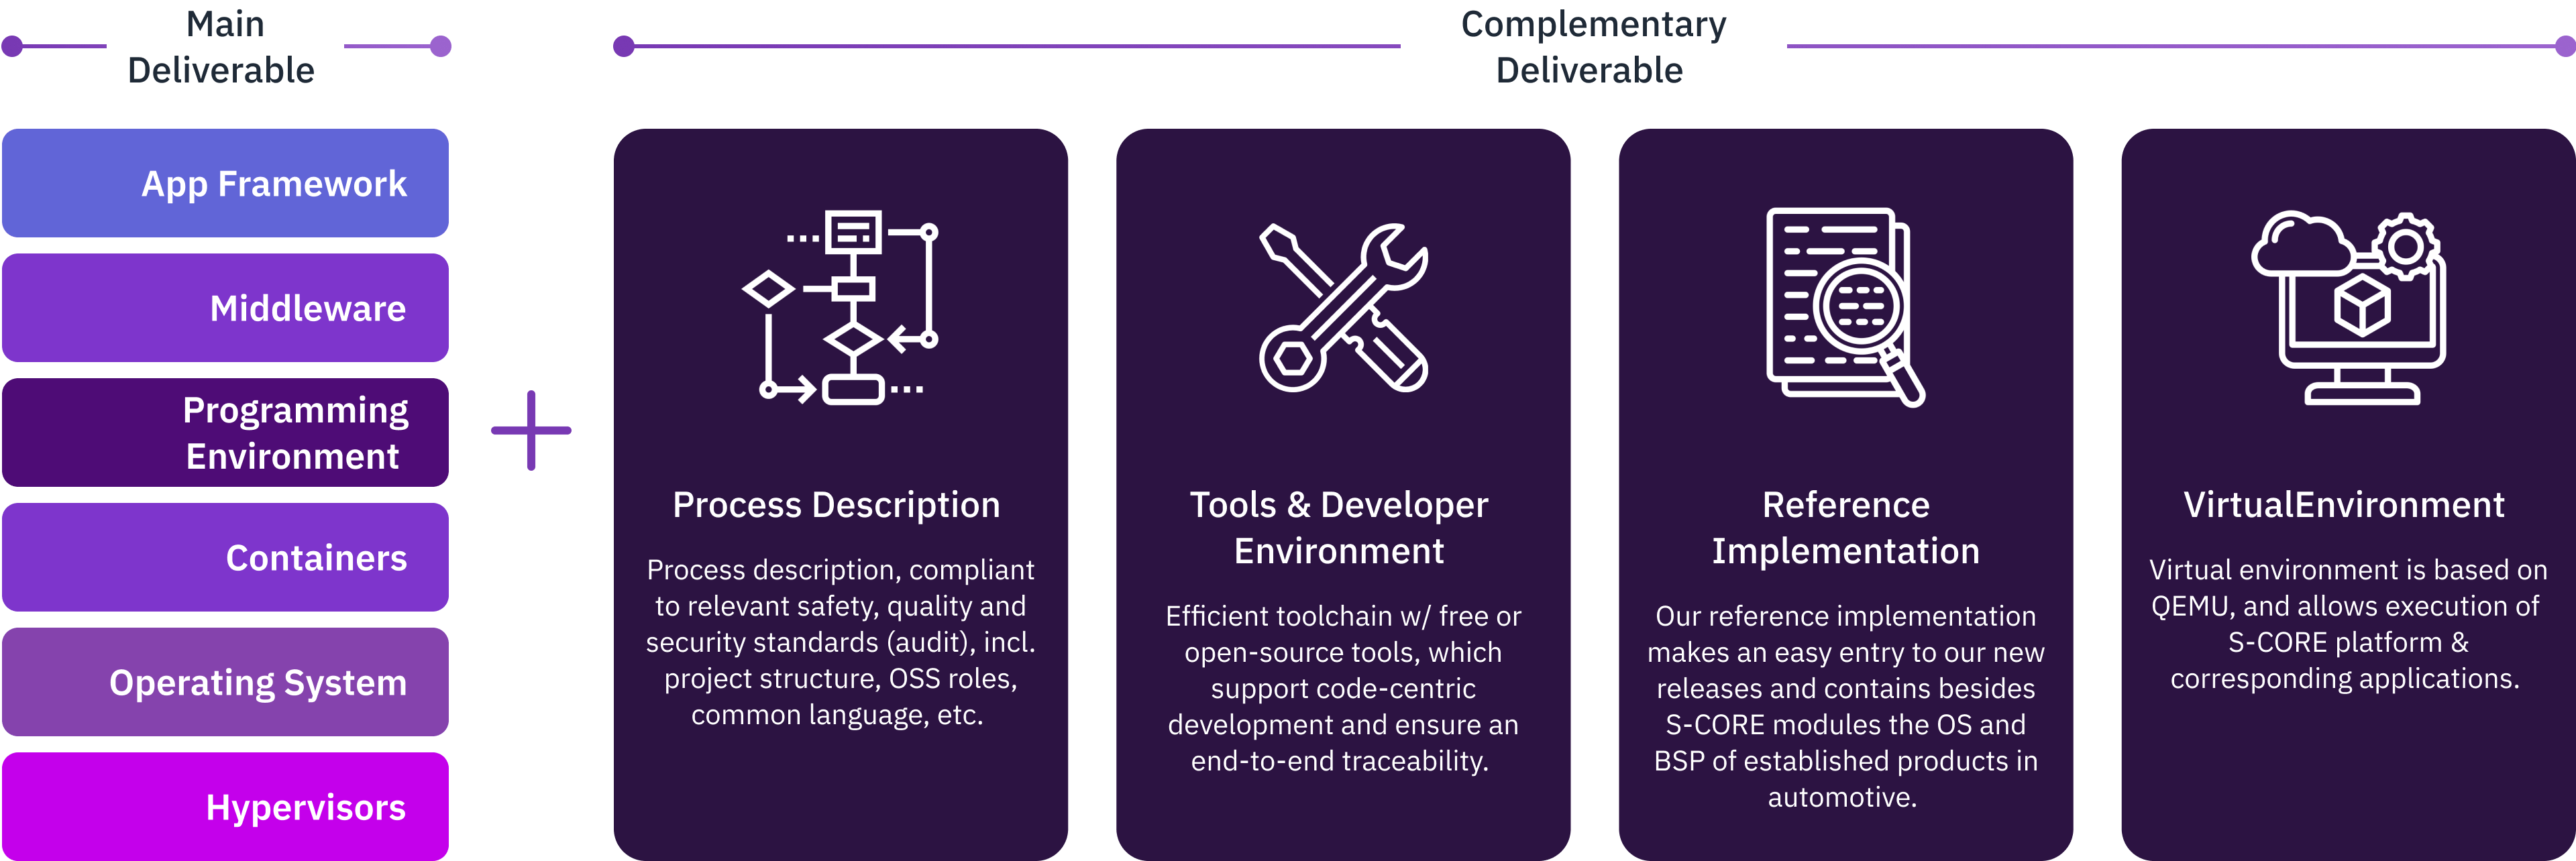 Main
Deliverable
Complementary
Deliverable
App Framework
Middleware
Programming
Environment
Containers
Operating System
Hypervisors
Process Description
Process description, compliant
to relevant safety, quality and
security standards (audit), incl.
project structure, OSS roles,
common language, etc.
Tools & Developer
Environment
Efficient toolchain w/ free or
open-source tools, which
support code-centric
development and ensure an
end-to-end traceability.
Reference
Implementation
Our reference implementation
makes an easy entry to our new
releases and contains besides
S-CORE modules the OS and
BSP of established products in
automotive.
VirtualEnvironment
Virtual environment is based on
QEMU, and allows execution of
S-CORE platform &
corresponding applications.